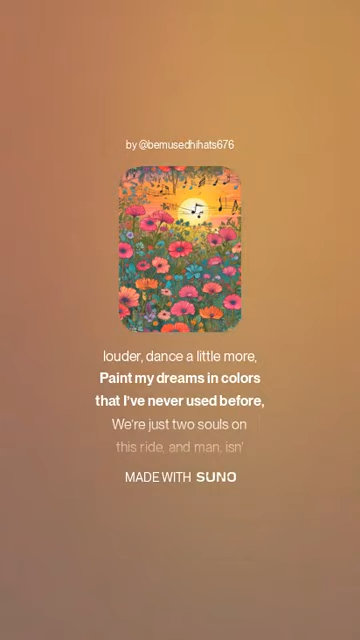 by @bemusedhihats676
louder, dance a little more,
Paint my dreams in colors
that I've never used before,
We're just two souls on
this ride, and man, isn'
MADE WITH SUNO